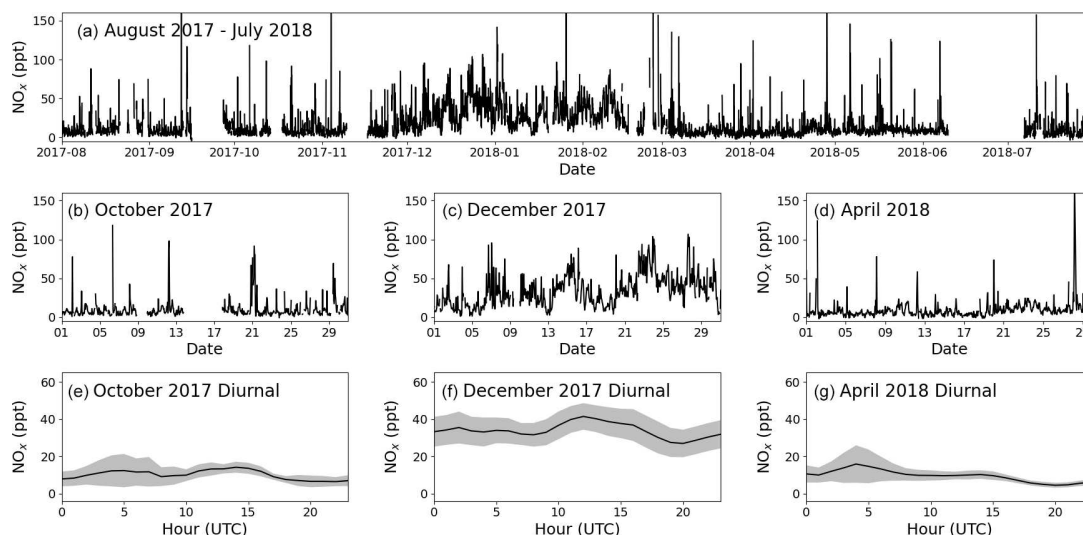 (a) August 2017 - July 2018
NOx (ppt)
150
100
50
0
2017-08 2017-09 2017-10 2017-11 2017-12 2018-01 2018-02 2018-03 2018-04 2018-05 2018-06 2018-07
Date
(b) October 2017
NOx (ppt)
150
100
50
0
01 05 09 13 17 21 25 29
Date
(c) December 2017
NOx (ppt)
150
100
50
0
01 05 09 13 17 21 25 29
Date
(d) April 2018
NOx (ppt)
150
100
50
0
01 05 09 13 17 21 25 29
Date
(e) October 2017 Diurnal
NOx (ppt)
60
40
20
0
0 5 10 15 20
Hour (UTC)
(f) December 2017 Diurnal
NOx (ppt)
60
40
20
0
0 5 10 15 20
Hour (UTC)
(g) April 2018 Diurnal
NOx (ppt)
60
40
20
0
0 5 10 15 20
Hour (UTC)